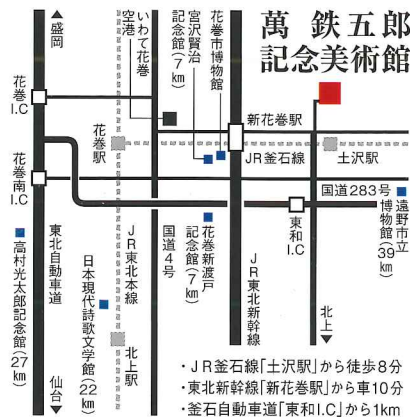 萬 鉄五郎
記念美術館
▲盛岡
花巻
I.C
花巻南
I.C
東北自動車道
高村光太郎記念館(27km)
仙台▼
花巻駅
JR東北本線
日本現代詩歌文学館(22km)
北上駅
いわて花巻
空港
国道4号
宮沢賢治
記念館(7km)
花巻市博物館
花巻新渡戸
記念館(7km)
新花巻駅
JR釜石線
土沢駅
国道283号
東和
I.C
遠野市立
博物館(39km)
JR東北新幹線
北上▼
・JR釜石線「土沢駅」から徒歩8分
・東北新幹線「新花巻駅」から車10分
・釜石自動車道「東和I.C」から1km